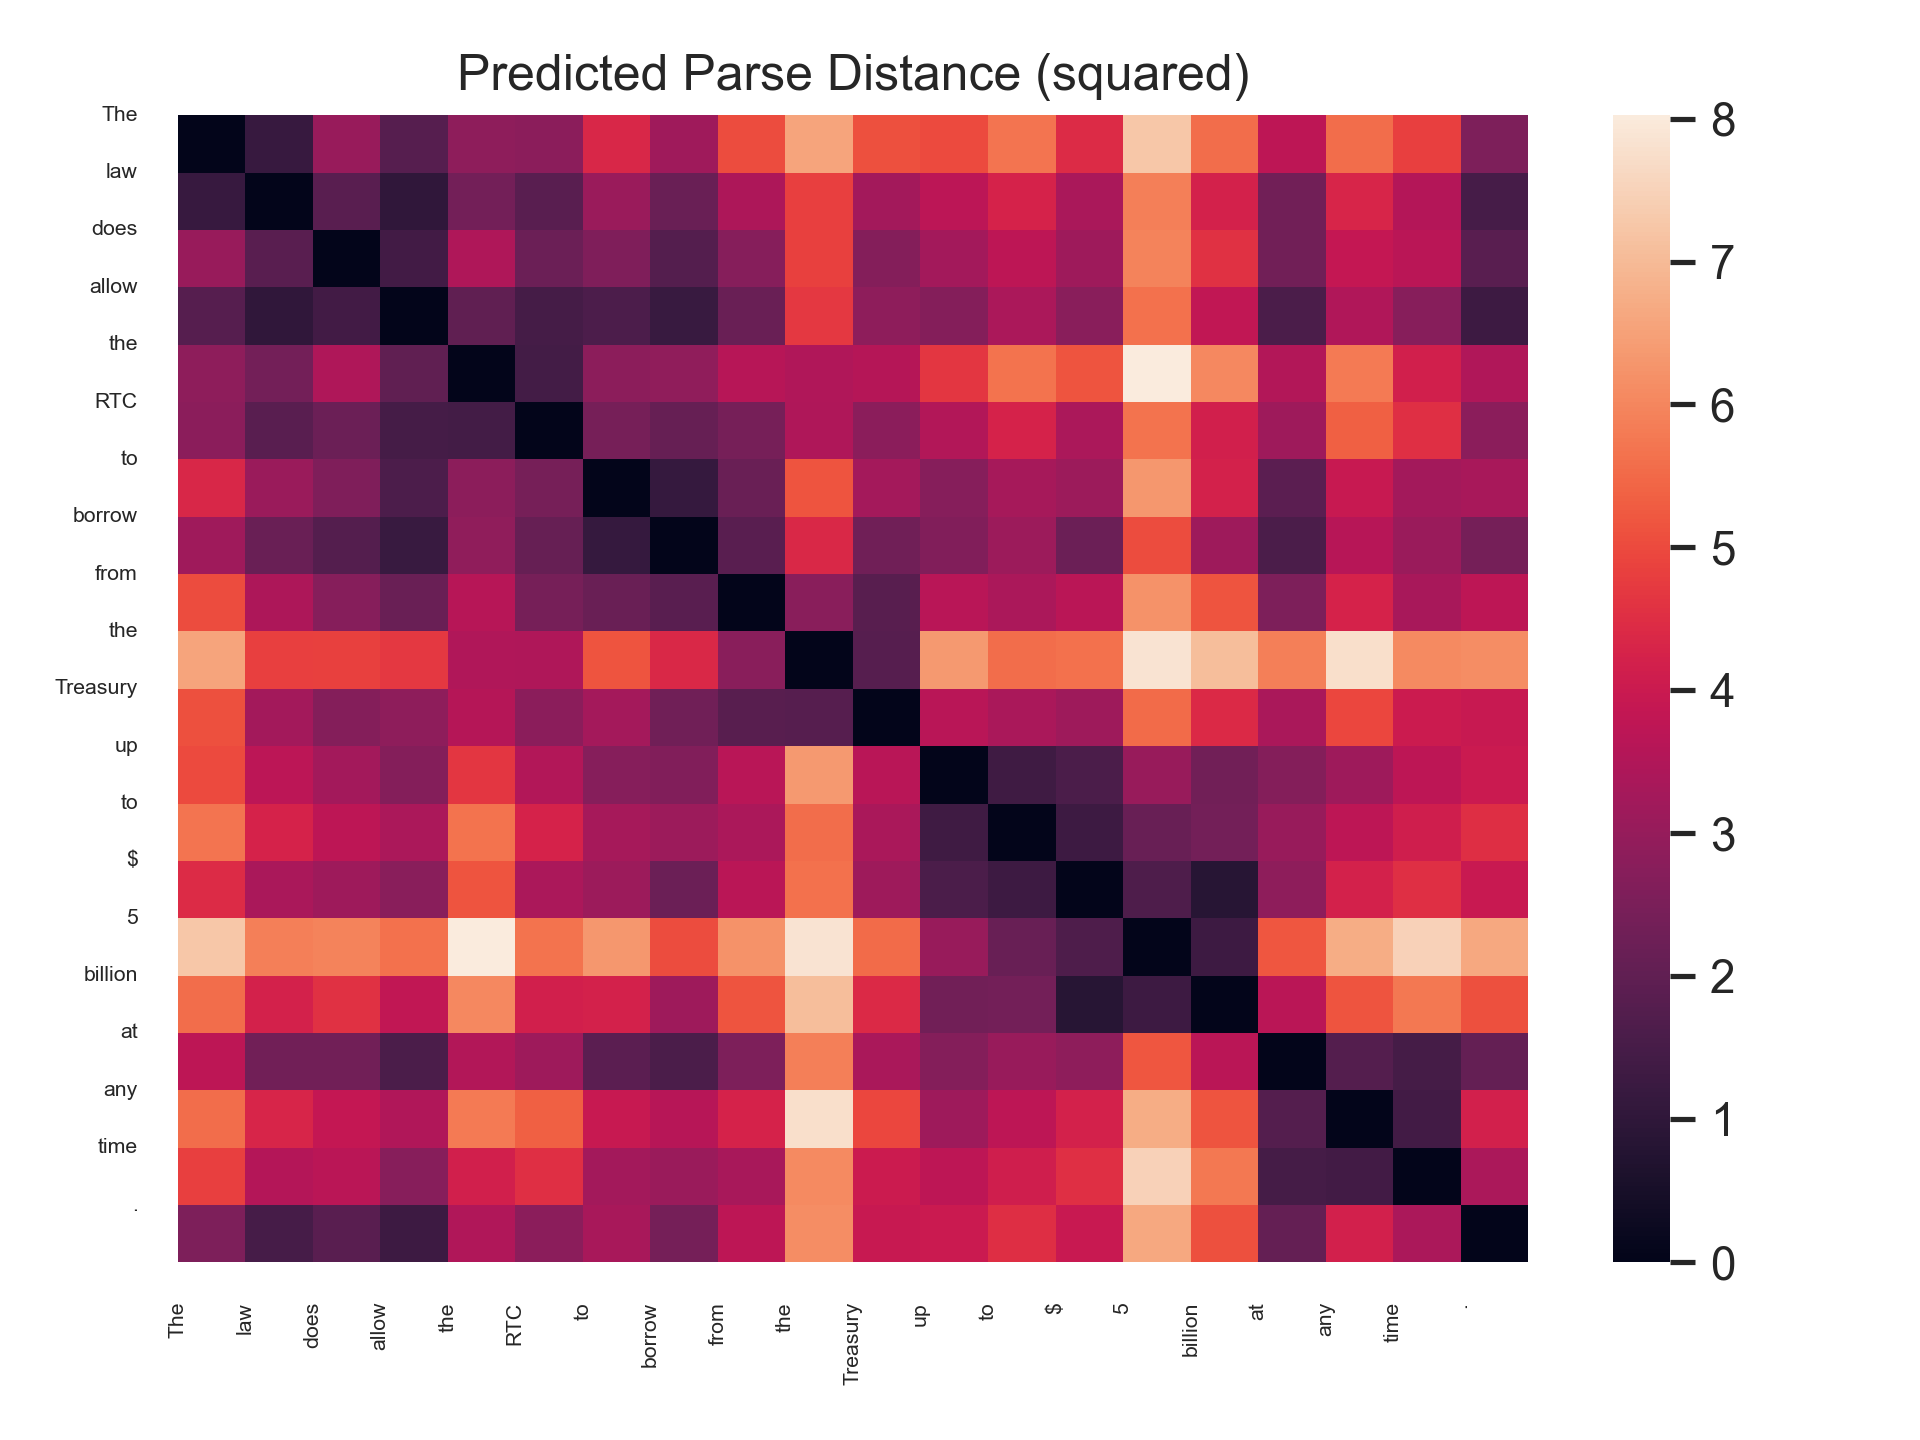 Predicted Parse Distance (squared)
The
law
does
allow
the
RTC
to
borrow
from
the
Treasury
up
to
$
5
billion
at
any
time
.
The
law
does
allow
the
RTC
to
borrow
from
the
Treasury
up
to
$
5
billion
at
any
time
.
8
7
6
5
4
3
2
1
0